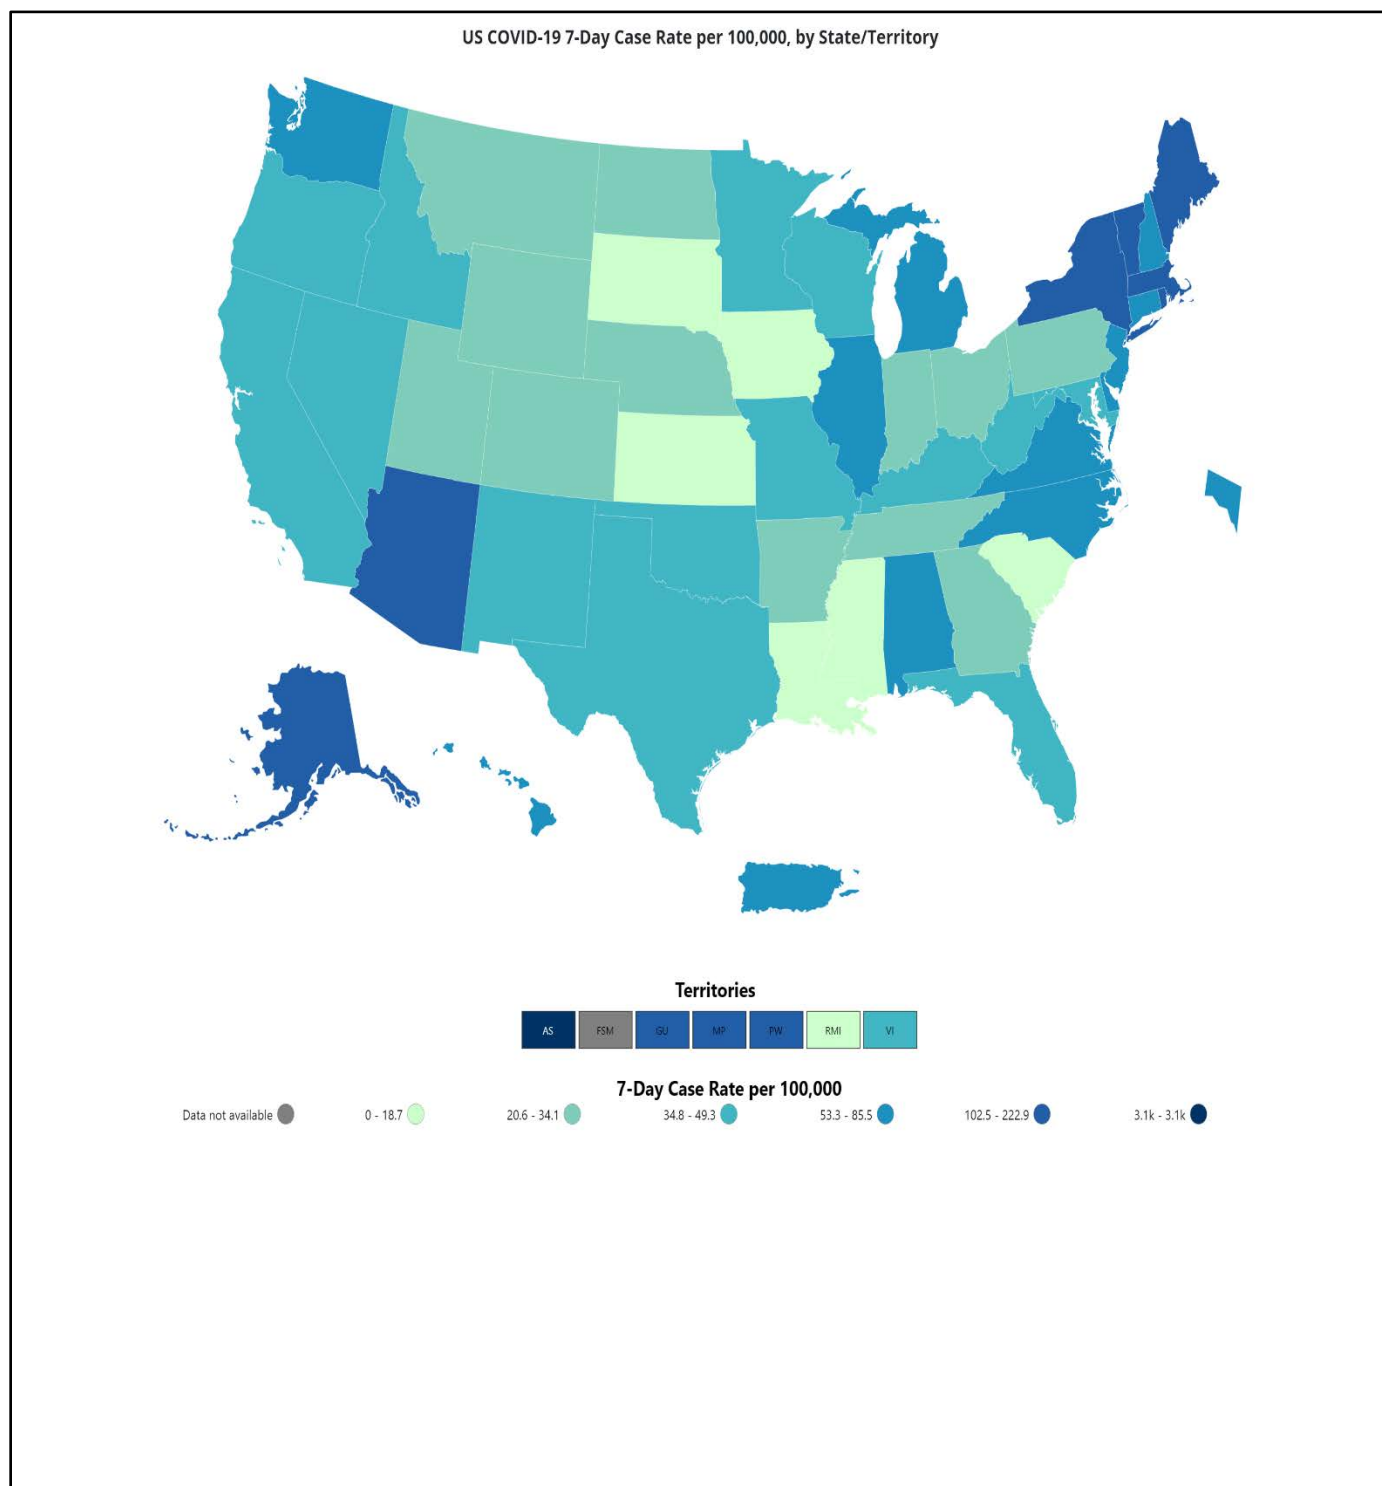 US COVID-19 7-Day Case Rate per 100,000, by State/Territory
Territories
AS FSM GU MP PW RMI VI
7-Day Case Rate per 100,000
Data not available 0 - 18.7 20.6 - 34.1 34.8 - 49.3 53.3 - 85.5 102.5 - 222.9 3.1k - 3.1k